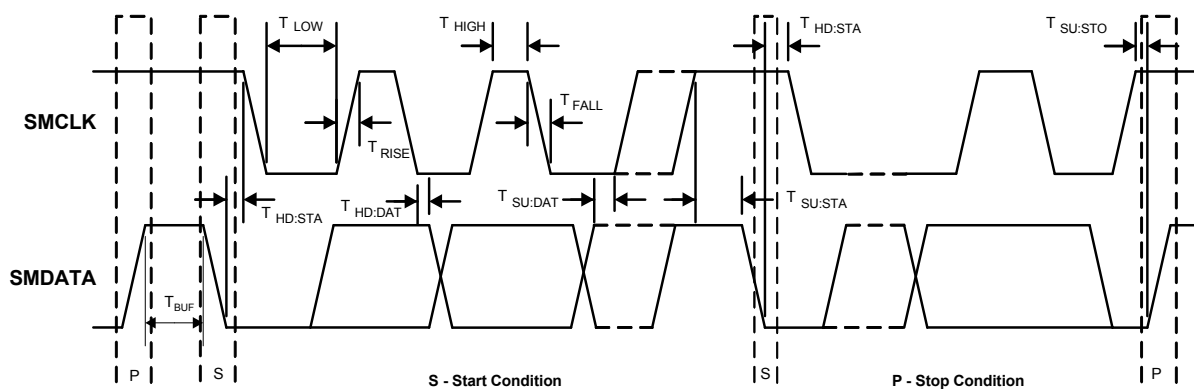 T LOW
T HIGH
T HD:STA
T SU:STO
SMCLK
T FALL
T RISE
T HD:STA
T HD:DAT
T SU:DAT
T SU:STA
SMDATA
T BUF
P
S
S - Start Condition
S
P - Stop Condition
P